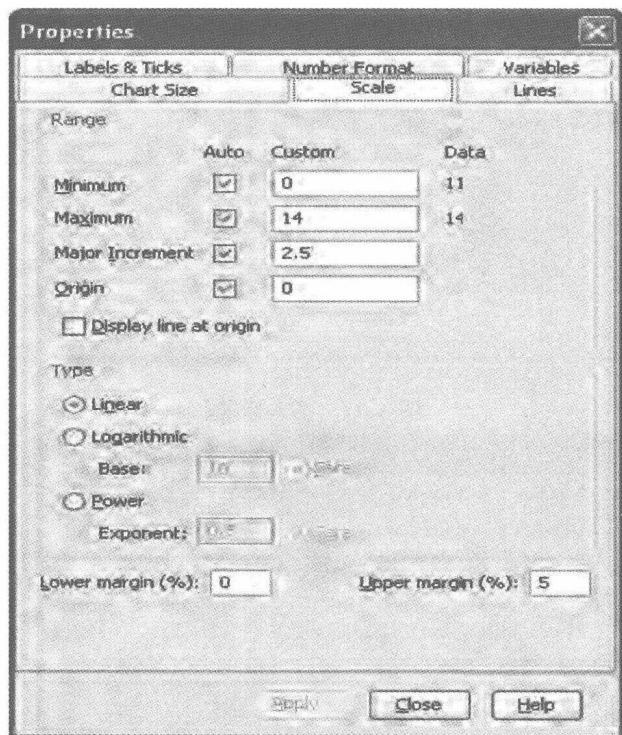 Properties
Labels & Ticks Number Format Variables
Chart Size Scale Lines
Range
Auto Custom Data
Minimum 0 11
Maximum 14 14
Major Increment 2.5
Origin 0
Display line at origin
Type
Linear
Logarithmic
Base:
Power
Exponent:
Lower margin (%): 0 Upper margin (%): 5
Apply Close Help